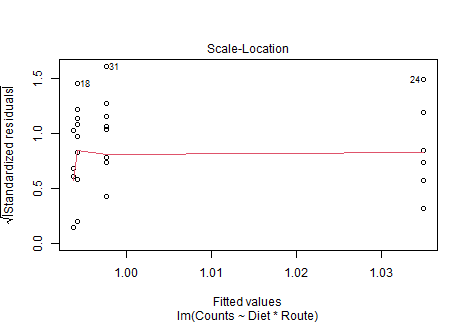 Scale-Location
√|Standardized residuals|
0.0
0.5
1.0
1.5
18
31
24
1.00
1.01
1.02
1.03
Fitted values
lm(Counts ~ Diet * Route)